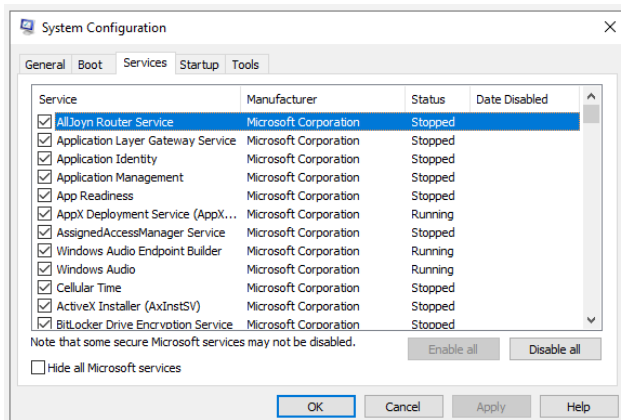 System Configuration
General Boot Services Startup Tools
Service Manufacturer Status Date Disabled
AllJoyn Router Service Microsoft Corporation Stopped
Application Layer Gateway Service Microsoft Corporation Stopped
Application Identity Microsoft Corporation Stopped
Application Management Microsoft Corporation Stopped
App Readiness Microsoft Corporation Stopped
AppX Deployment Service (AppX... Microsoft Corporation Running
AssignedAccessManager Service Microsoft Corporation Stopped
Windows Audio Endpoint Builder Microsoft Corporation Running
Windows Audio Microsoft Corporation Running
Cellular Time Microsoft Corporation Stopped
ActiveX Installer (AxInstSV) Microsoft Corporation Stopped
BitLocker Drive Encryption Service Microsoft Corporation Stopped
Note that some secure Microsoft services may not be disabled.
Enable all Disable all
Hide all Microsoft services
OK Cancel Apply Help